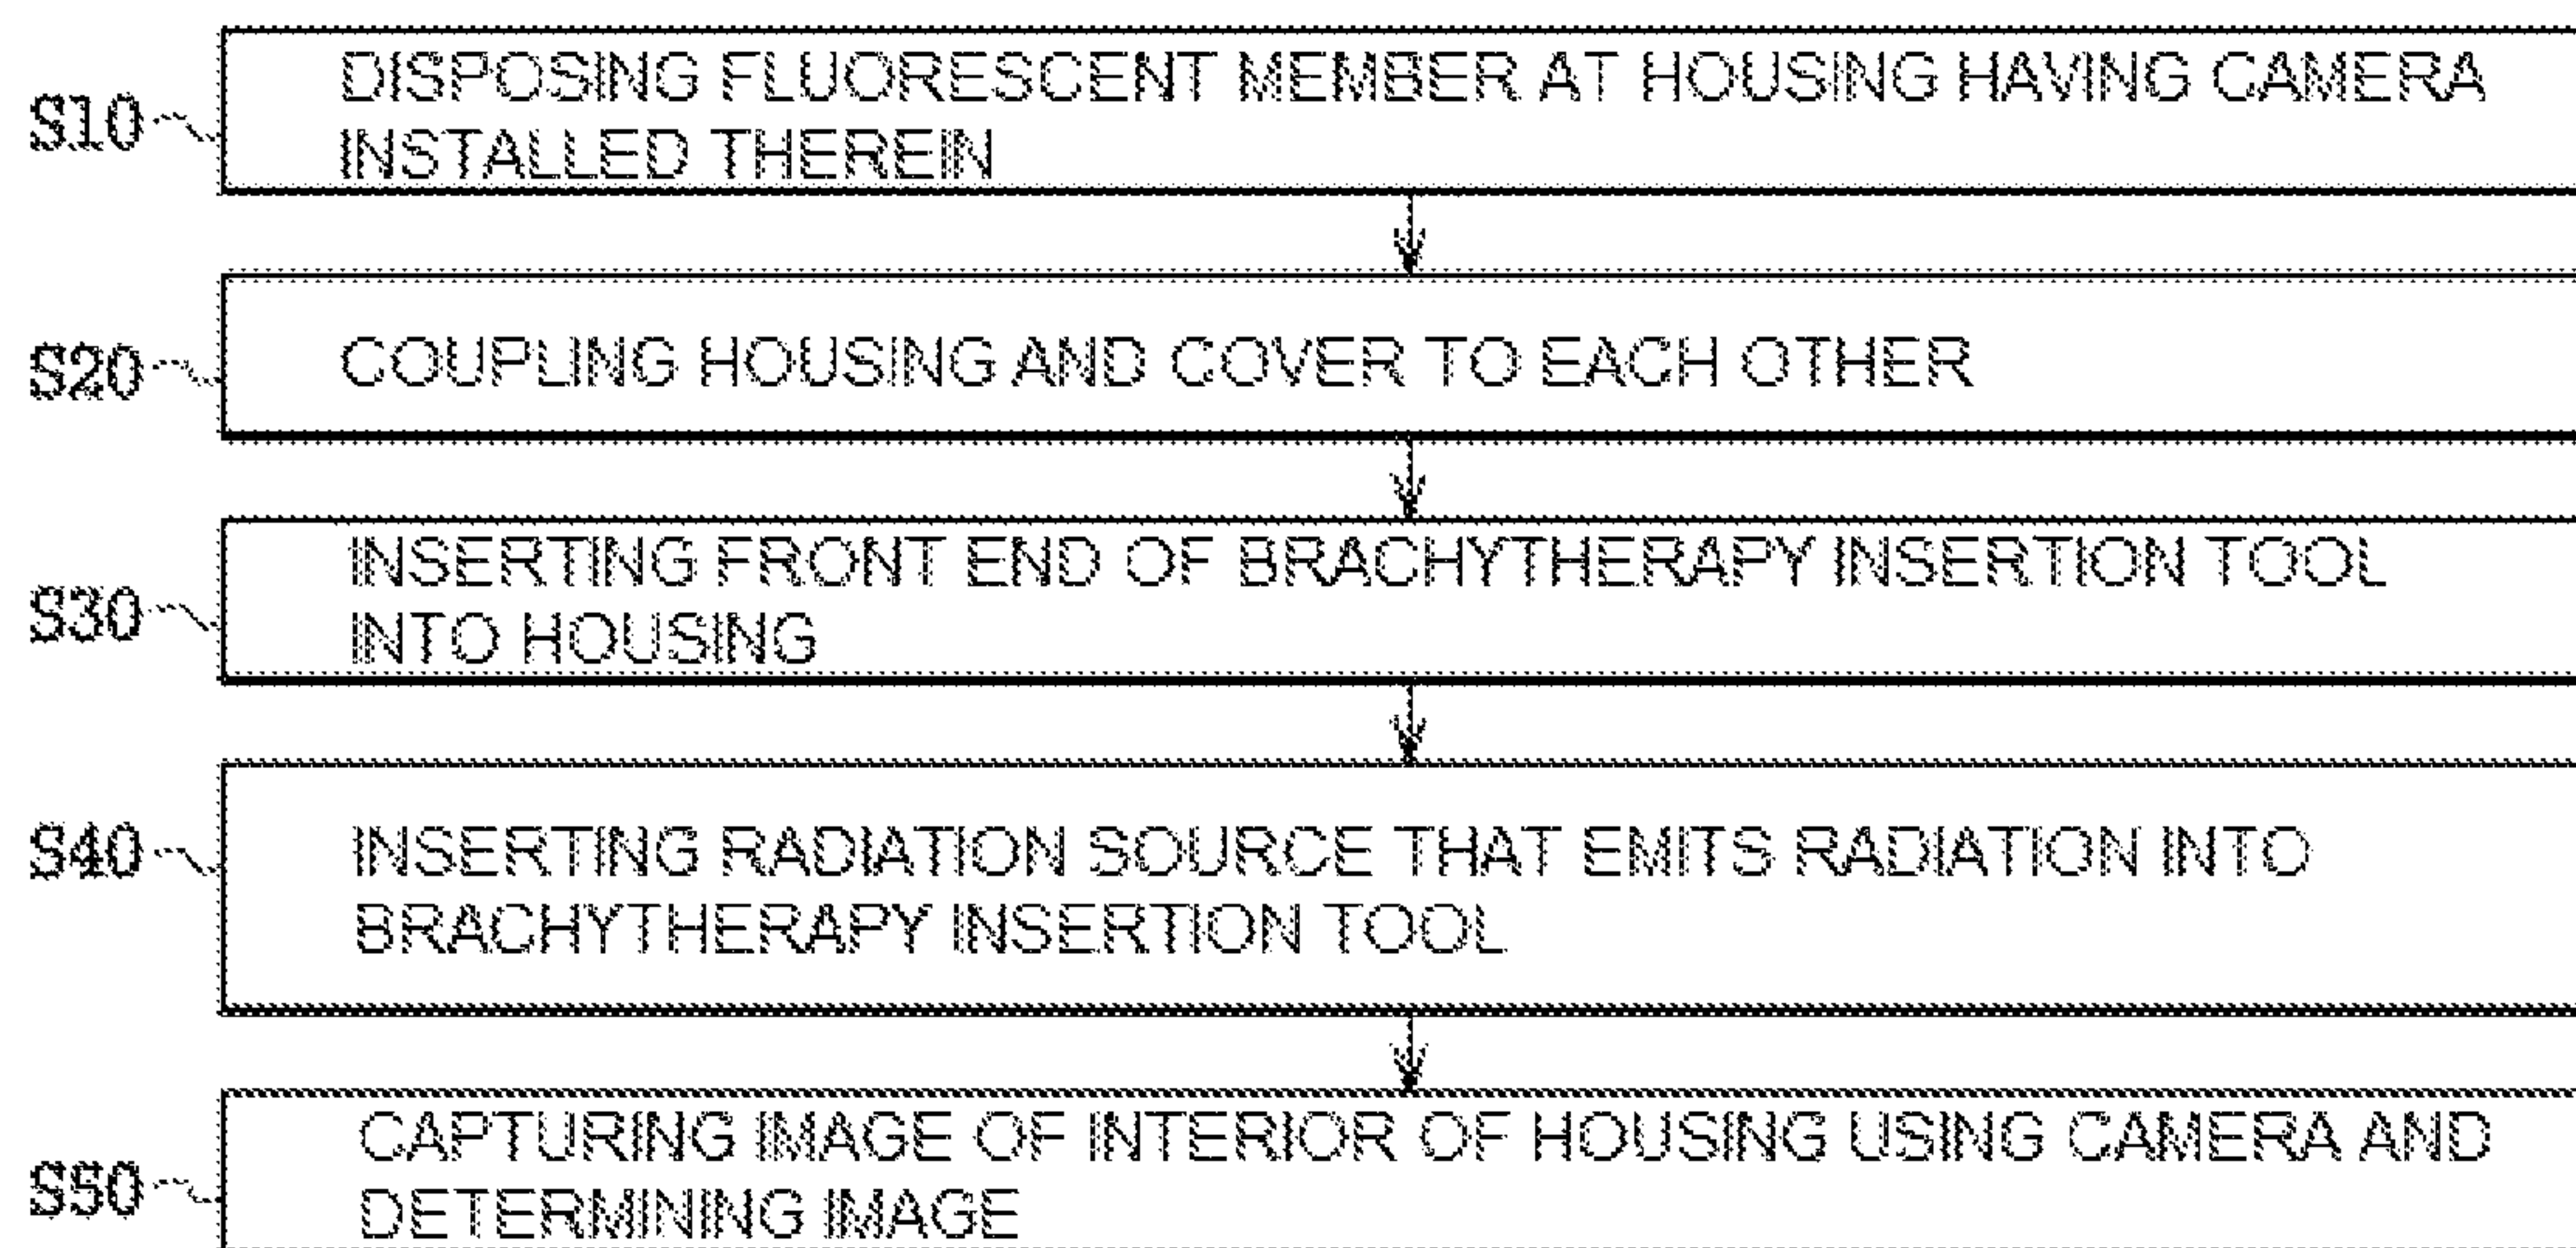 S10
DISPOSING FLUORESCENT MEMBER AT HOUSING HAVING CAMERA
INSTALLED THEREIN
S20
COUPLING HOUSING AND COVER TO EACH OTHER
S30
INSERTING FRONT END OF BRACHYTHERAPY INSERTION TOOL
INTO HOUSING
S40
INSERTING RADIATION SOURCE THAT EMITS RADIATION INTO
BRACHYTHERAPY INSERTION TOOL
S50
CAPTURING IMAGE OF INTERIOR OF HOUSING USING CAMERA AND
DETERMINING IMAGE